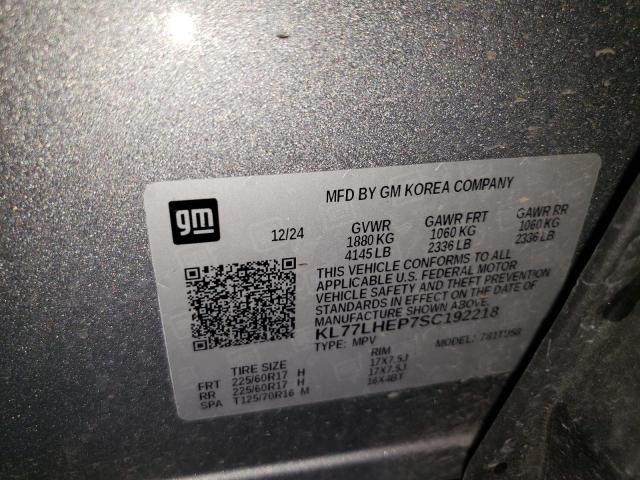 MFD BY GM KOREA COMPANY
gm
12/24
GVWR
1880 KG
4145 LB
GAWR FRT
1060 KG
2336 LB
GAWR RR
1060 KG
2336 LB
THIS VEHICLE CONFORMS TO ALL
APPLICABLE U.S. FEDERAL MOTOR
VEHICLE SAFETY AND THEFT PREVENTION
STANDARDS IN EFFECT ON THE DATE OF
MANUFACTURE SHOWN ABOVE.
KL77LHEP7SC192218
TYPE: MPV
MODEL:
TIRE SIZE
RIM
FRT 225/60R17 H 17X7.5J
RR 225/60R17 H 17X7.5J
SPA T125/70R16 M 16X4BT